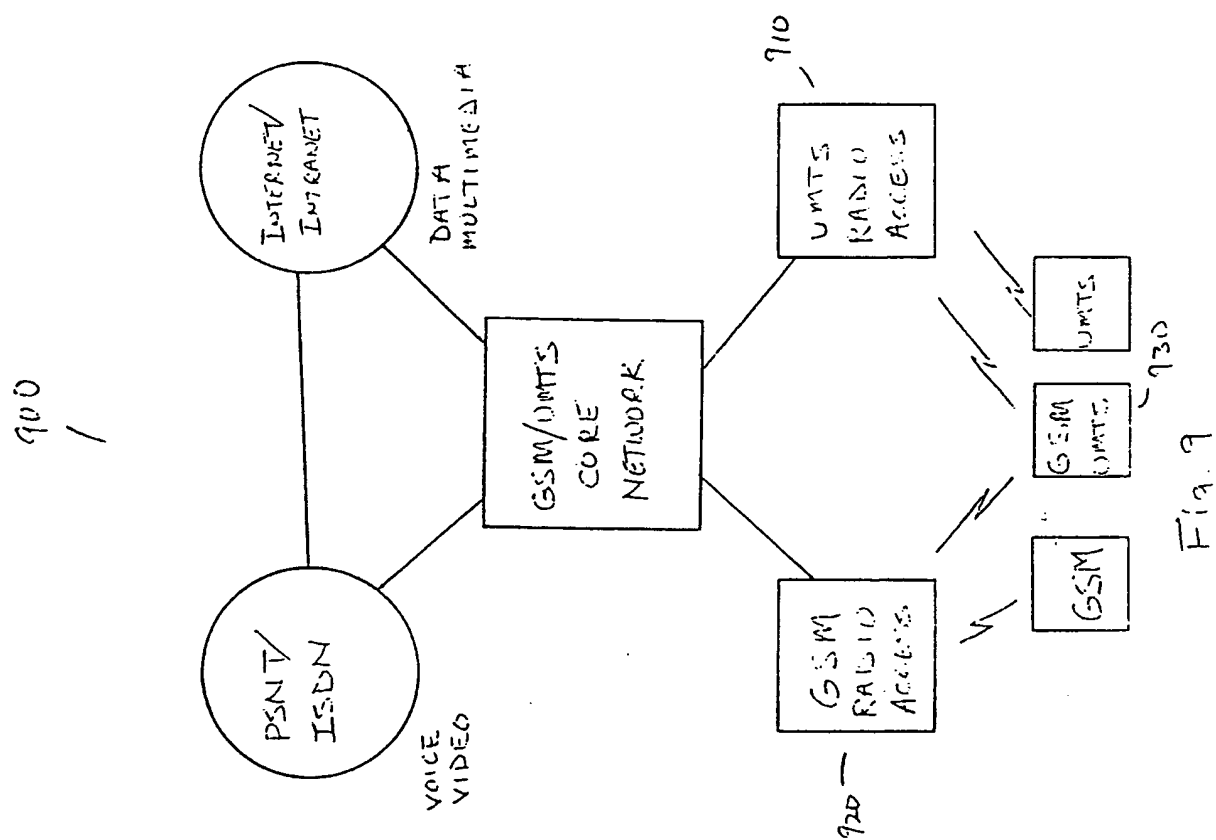 900
PSNT/
ISDN
INTERNET/
INTRANET
VOICE
VIDEO
DATA
MULTIMEDIA
GSM/UMTS
CORE
NETWORK
920
GSM
RADIO
ACCESS
UMTS
RADIO
ACCESS
910
GSM
GSM
UMTS
UMTS
930
Fig. 9